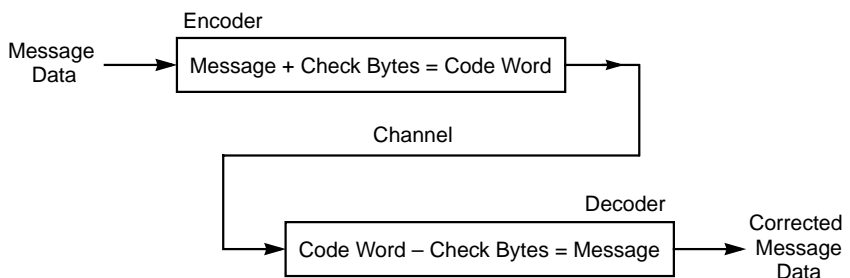 Encoder
Message
Data
Message + Check Bytes = Code Word
Channel
Decoder
Code Word – Check Bytes = Message
Corrected
Message
Data